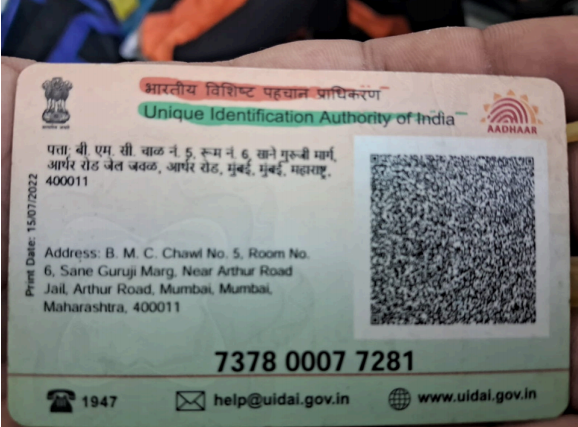 भारतीय विशिष्ट पहचान प्राधिकरण
Unique Identification Authority of India
AADHAAR
पत्ता: बी. एम. सी. चाळ नं. 5, रूम नं. 6, साने गुरुजी मार्ग,
आर्थर रोड जेल जवळ, आर्थर रोड, मुंबई, मुंबई, महाराष्ट्र,
400011
Print Date: 15/07/2022
Address: B. M. C. Chawl No. 5, Room No.
6, Sane Guruji Marg, Near Arthur Road
Jail, Arthur Road, Mumbai, Mumbai,
Maharashtra, 400011
7378 0007 7281
1947
help@uidai.gov.in
www.uidai.gov.in